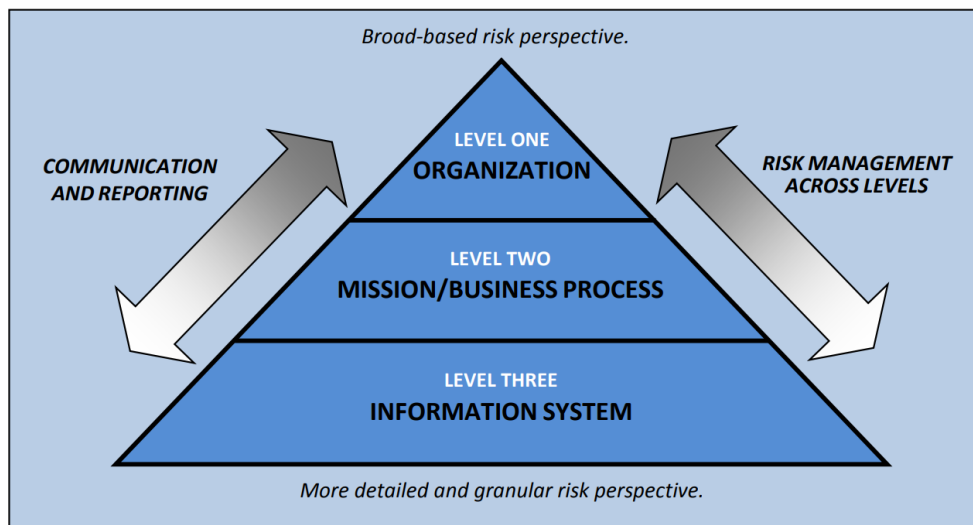 Broad-based risk perspective.
LEVEL ONE
ORGANIZATION
COMMUNICATION
AND REPORTING
RISK MANAGEMENT
ACROSS LEVELS
LEVEL TWO
MISSION/BUSINESS PROCESS
LEVEL THREE
INFORMATION SYSTEM
More detailed and granular risk perspective.